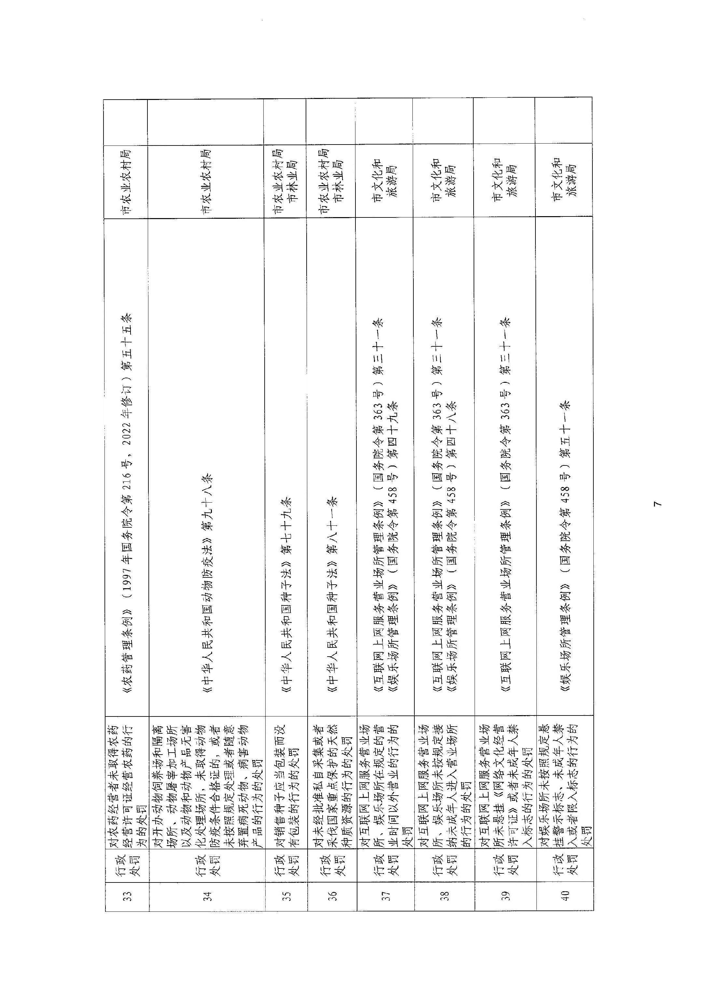 33
行政
处罚
对农药经营者未取得农药
经营许可证经营农药的行
为的处罚
《农药管理条例》（1997年国务院令第216号，2022年修订）第五十五条
市农业农村局
34
行政
处罚
对开办动物饲养场和隔离
场所、动物屠宰加工场所
以及动物和动物产品无害
化处理场所，未取得动物
防疫条件合格证的，或者
未按照规定处理或者随意
弃置病死动物、病害动物
产品的行为的处罚
《中华人民共和国动物防疫法》第九十八条
市农业农村局
35
行政
处罚
对销售种子应当包装而没
有包装的行为的处罚
《中华人民共和国种子法》第七十九条
市农业农村局
市林业局
36
行政
处罚
对未经批准私自采集或者
采伐国家重点保护的天然
种质资源的行为的处罚
《中华人民共和国种子法》第八十一条
市农业农村局
市林业局
37
行政
处罚
对互联网上网服务营业场
所、娱乐场所在规定的营
业时间以外营业的行为的
处罚
《互联网上网服务营业场所管理条例》（国务院令第363号）第三十一条
《娱乐场所管理条例》（国务院令第458号）第四十九条
市文化和
旅游局
38
行政
处罚
对互联网上网服务营业场
所、娱乐场所未按规定接
纳未成年人进入营业场所
的行为的处罚
《互联网上网服务营业场所管理条例》（国务院令第363号）第三十一条
《娱乐场所管理条例》（国务院令第458号）第四十八条
市文化和
旅游局
39
行政
处罚
对互联网上网服务营业场
所未悬挂《网络文化经营
许可证》或者未成年人禁
入标志的行为的处罚
《互联网上网服务营业场所管理条例》（国务院令第363号）第三十一条
市文化和
旅游局
40
行政
处罚
对娱乐场所未按照规定悬
挂警示标志、未成年人禁
入或者限入标志的行为的
处罚
《娱乐场所管理条例》（国务院令第458号）第五十一条
市文化和
旅游局
7